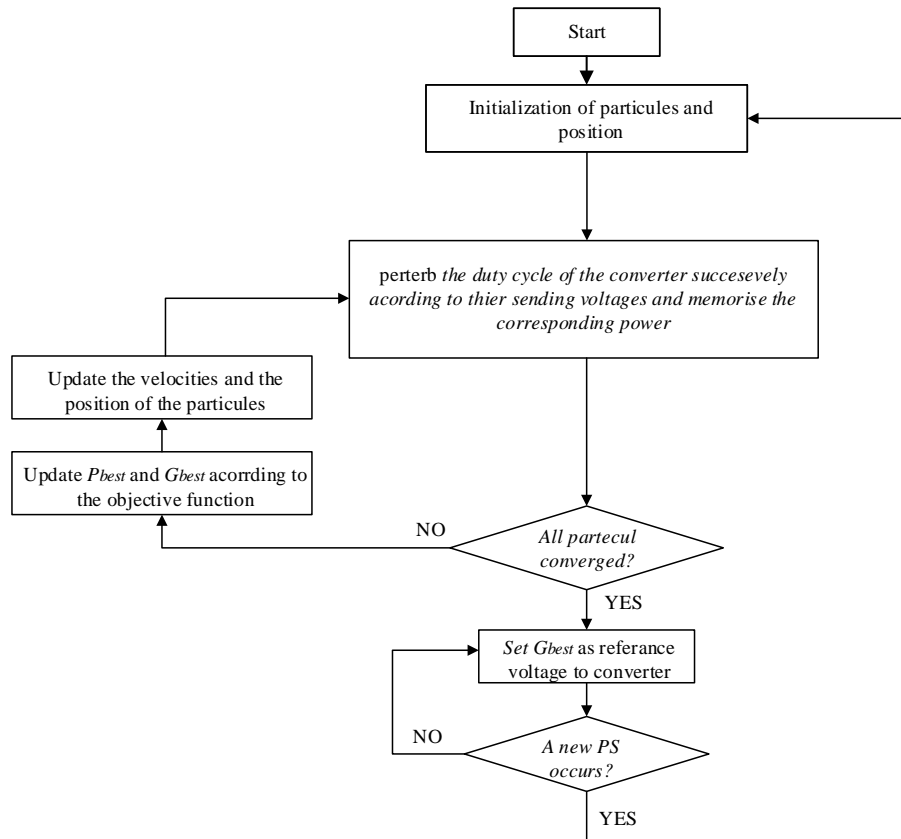 Start
Initialization of particules and
position
perterb the duty cycle of the converter succesevely
acording to thier sending voltages and memorise the
corresponding power
Update the velocities and the
position of the particules
Update Pbest and Gbest acorrding to
the objective function
NO
All partecul
converged?
YES
Set Gbest as referance
voltage to converter
NO
A new PS
occurs?
YES